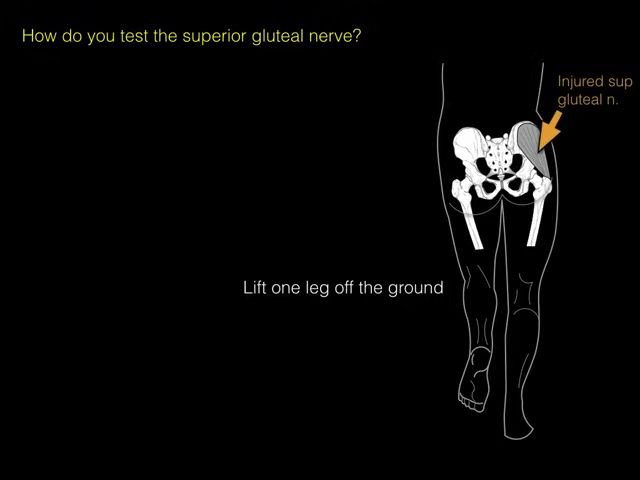 How do you test the superior gluteal nerve?
Injured sup
gluteal n.
Lift one leg off the ground